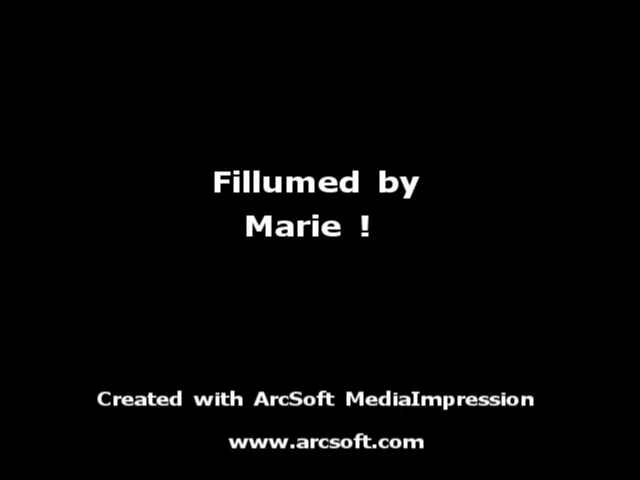 Fillumed by
Marie !
Created with ArcSoft MediaImpression
www.arcsoft.com